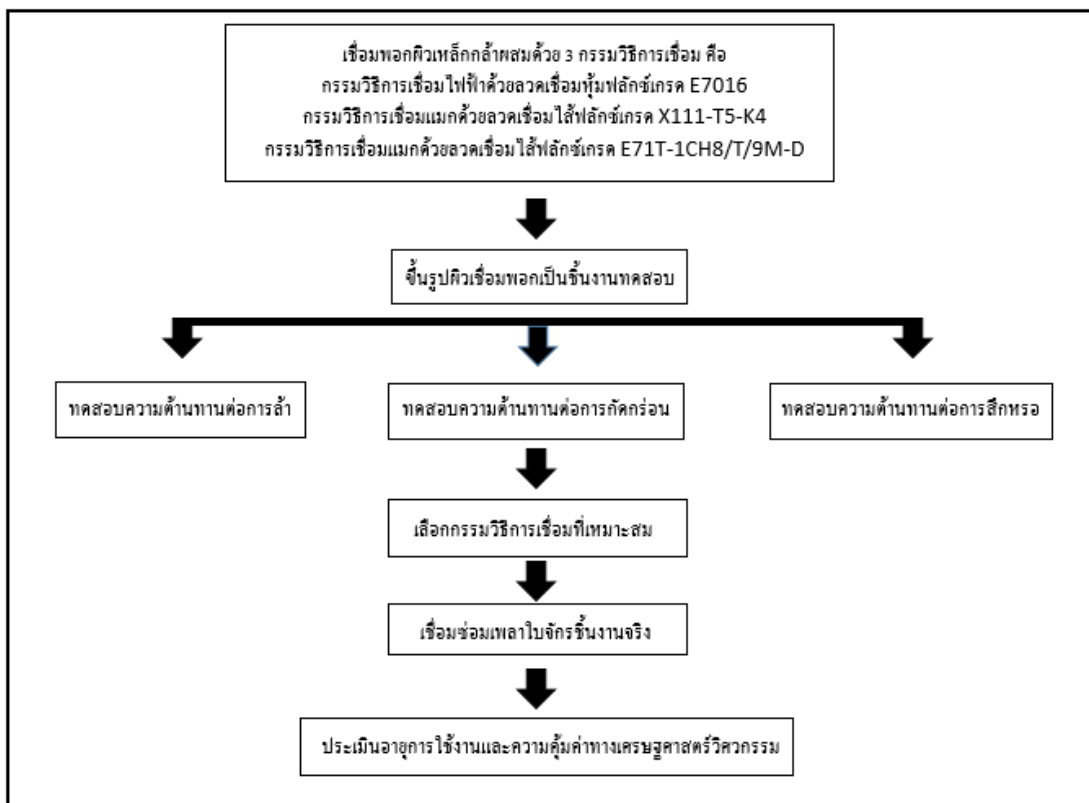 เชื่อมพอกผิวเหล็กกล้าผสมด้วย 3 กรรมวิธีการเชื่อม คือ
กรรมวิธีการเชื่อมไฟฟ้าด้วยลวดเชื่อมหุ้มฟลักซ์เกรด E7016
กรรมวิธีการเชื่อมแมกด้วยลวดเชื่อมไส้ฟลักซ์เกรด X111-T5-K4
กรรมวิธีการเชื่อมแมกด้วยลวดเชื่อมไส้ฟลักซ์เกรด E71T-1CH8/T/9M-D
ขึ้นรูปผิวเชื่อมพอกเป็นชิ้นงานทดสอบ
ทดสอบความต้านทานต่อการล้า
ทดสอบความต้านทานต่อการกัดกร่อน
ทดสอบความต้านทานต่อการสึกหรอ
เลือกกรรมวิธีการเชื่อมที่เหมาะสม
เชื่อมซ่อมเพลาใบจักรชิ้นงานจริง
ประเมินอายุการใช้งานและความคุ้มค่าทางเศรษฐศาสตร์วิศวกรรม